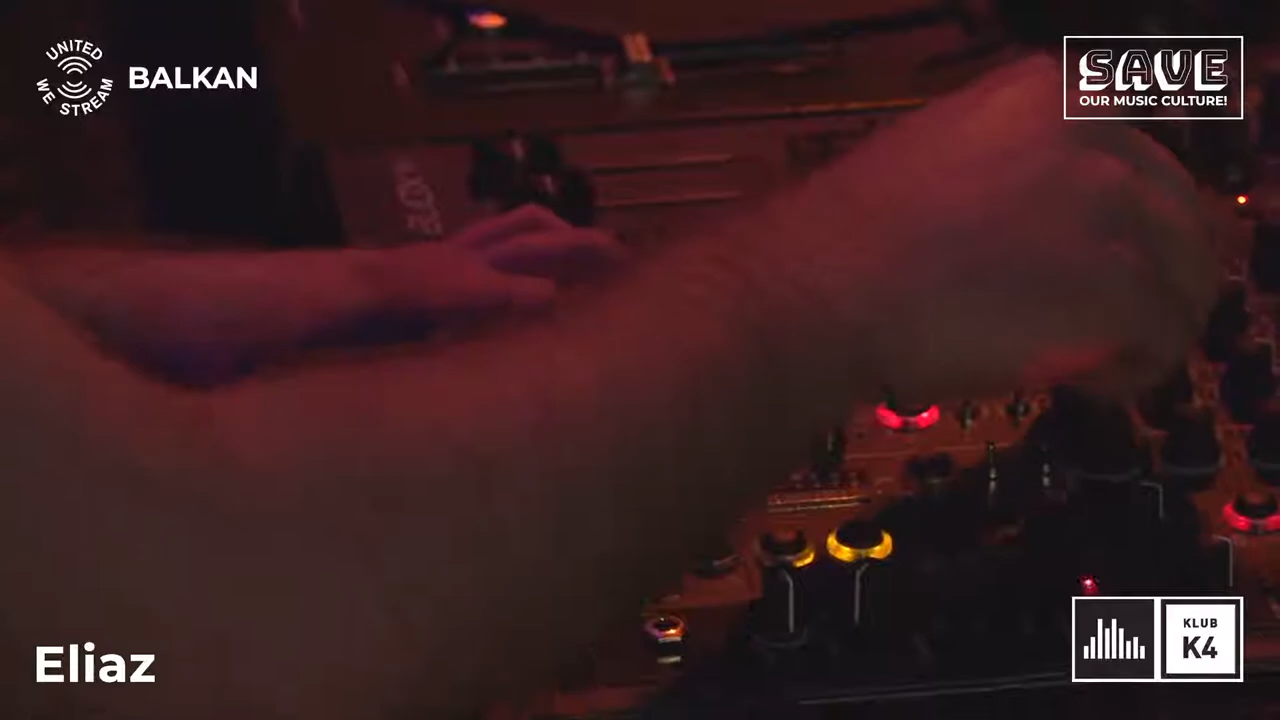 UNITED
WE STREAM
BALKAN
SAVE
OUR MUSIC CULTURE!
Eliaz
KLUB
K4